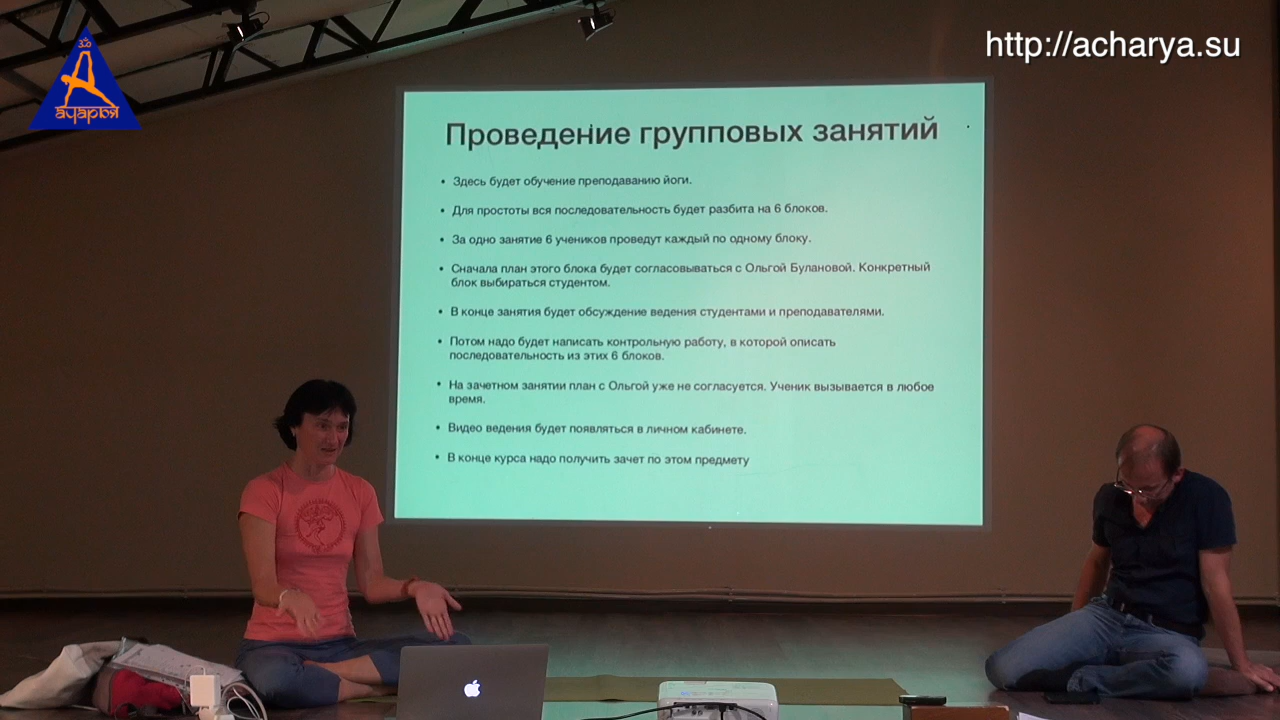 http://acharya.su
ॐ
ачарья
Проведение групповых занятий
• Здесь будет обучение преподаванию йоги.
• Для простоты вся последовательность будет разбита на 6 блоков.
• За одно занятие 6 учеников проведут каждый по одному блоку.
• Сначала план этого блока будет согласовываться с Ольгой Булановой. Конкретный
блок выбираться студентом.
• В конце занятия будет обсуждение ведения студентами и преподавателями.
• Потом надо будет написать контрольную работу, в которой описать
последовательность из этих 6 блоков.
• На зачетном занятии план с Ольгой уже не согласуется. Ученик вызывается в любое
время.
• Видео ведения будет появляться в личном кабинете.
• В конце курса надо получить зачет по этом предмету